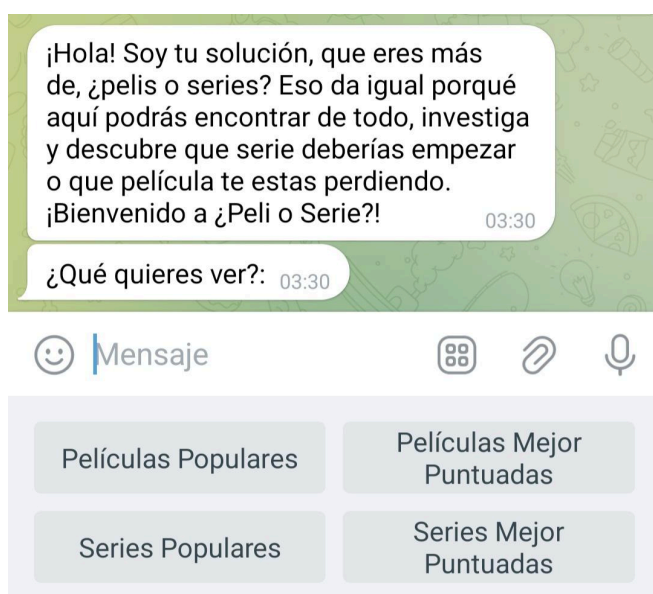 ¡Hola! Soy tu solución, que eres más
de, ¿pelis o series? Eso da igual porqué
aquí podrás encontrar de todo, investiga
y descubre que serie deberías empezar
o que película te estas perdiendo.
¡Bienvenido a ¿Peli o Serie?!
03:30
¿Qué quieres ver?: 03:30
Mensaje
Películas Populares
Películas Mejor
Puntuadas
Series Populares
Series Mejor
Puntuadas